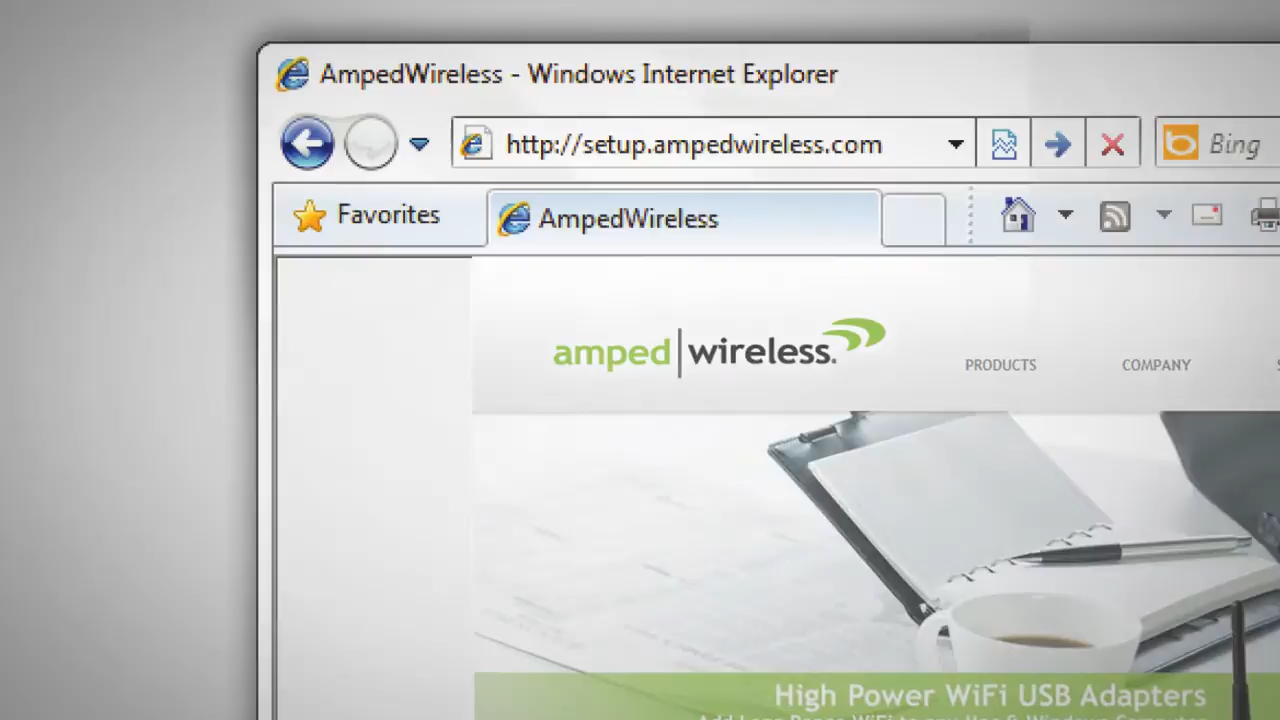 AmpedWireless - Windows Internet Explorer
http://setup.ampedwireless.com
Bing
Favorites
AmpedWireless
amped|wireless.
PRODUCTS
COMPANY
High Power WiFi USB Adapters